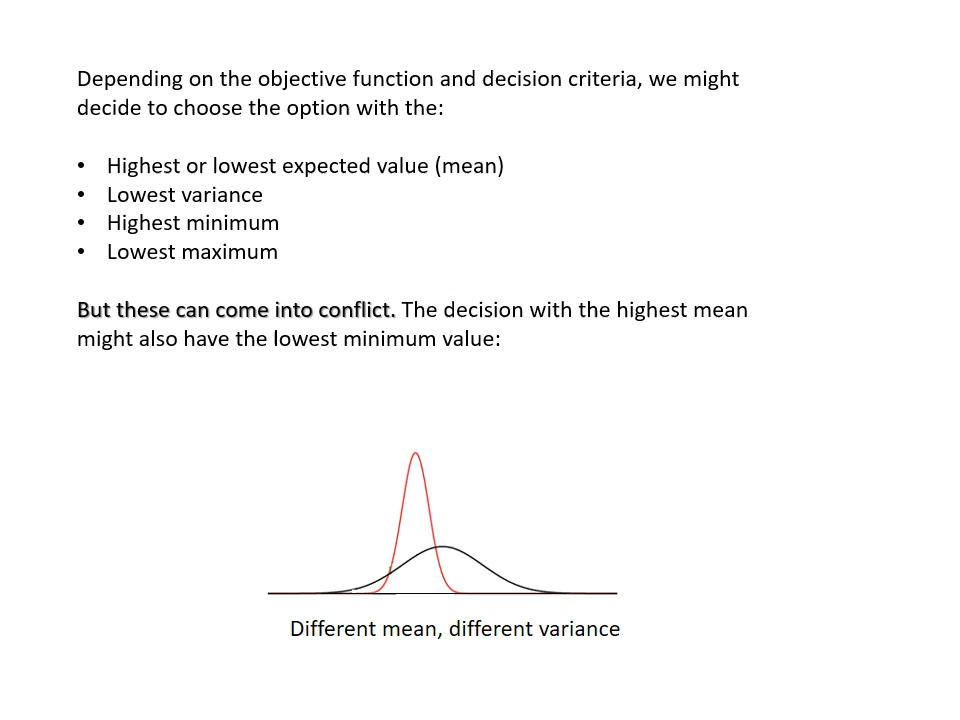 Depending on the objective function and decision criteria, we might
decide to choose the option with the:
• Highest or lowest expected value (mean)
• Lowest variance
• Highest minimum
• Lowest maximum
But these can come into conflict. The decision with the highest mean
might also have the lowest minimum value:
Different mean, different variance